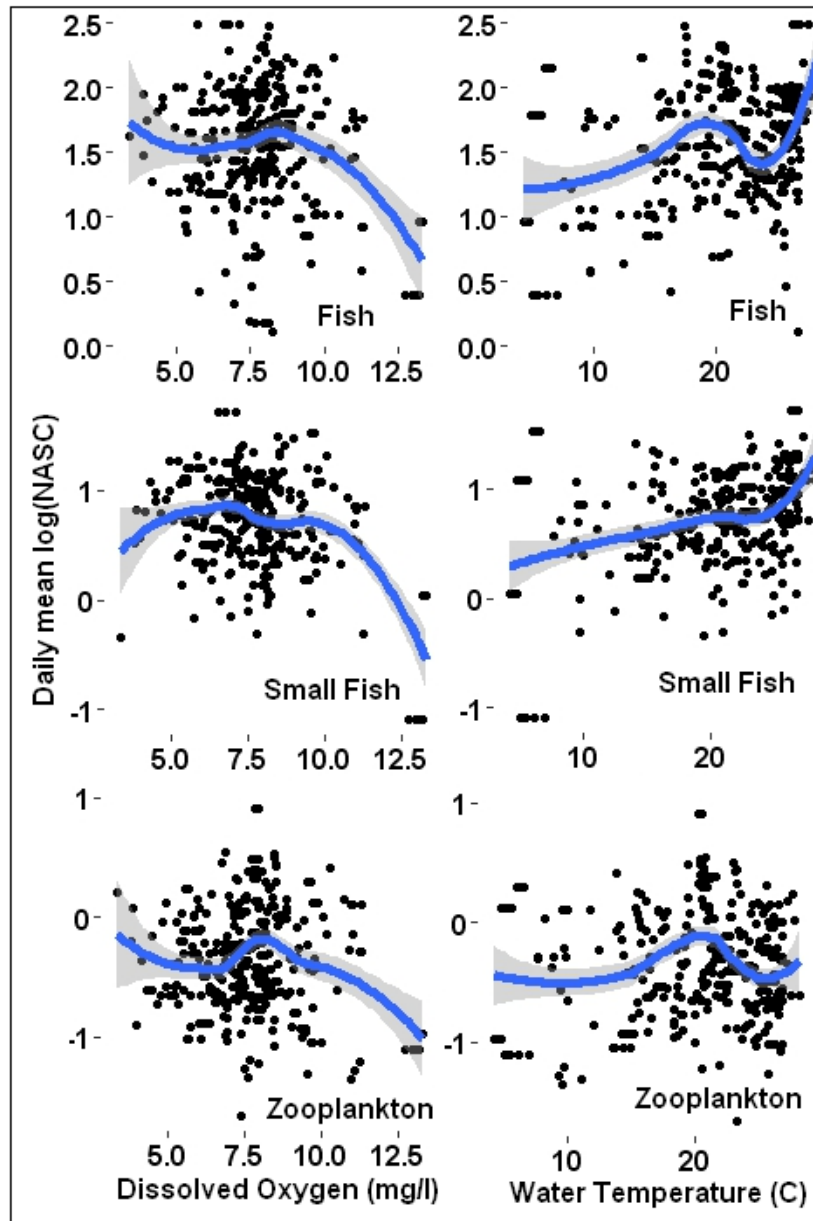 Daily mean log(NASC)
2.5
2.0
1.5
1.0
0.5
0.0
Fish
5.0 7.5 10.0 12.5
2.5
2.0
1.5
1.0
0.5
0.0
Fish
10 20
1
0
-1
Small Fish
5.0 7.5 10.0 12.5
1
0
-1
Small Fish
10 20
1
0
-1
Zooplankton
5.0 7.5 10.0 12.5
Dissolved Oxygen (mg/l)
1
0
-1
Zooplankton
10 20
Water Temperature (C)